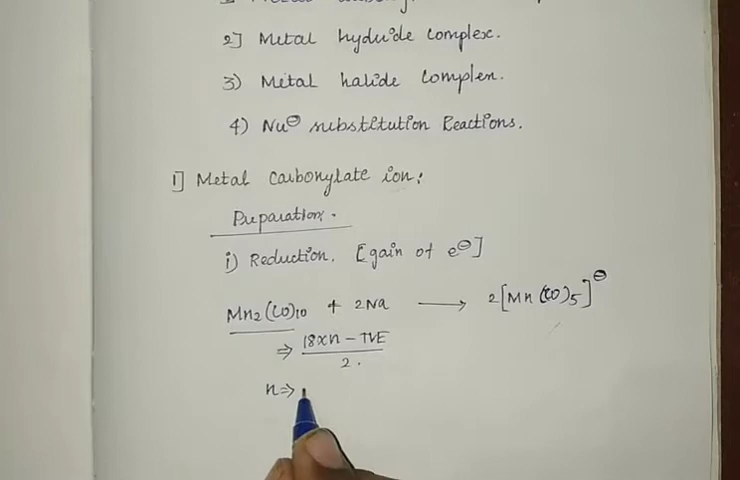 2] Metal hydride complex.
3) Metal halide complex.
4) Nu⊖ substitution Reactions.
1] Metal Carbonylate ion:
Preparation:
i) Reduction. [gain of e⊖]
Mn2(CO)10 + 2Na ⟶ 2[Mn(CO)5]⊖
⇒ 18xn - TVE / 2.
n⇒